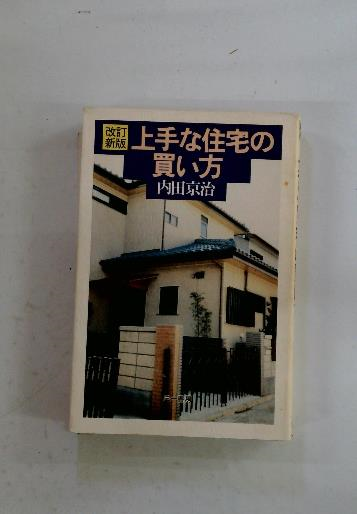 改訂
新版
上手な住宅の
買い方
内田京治